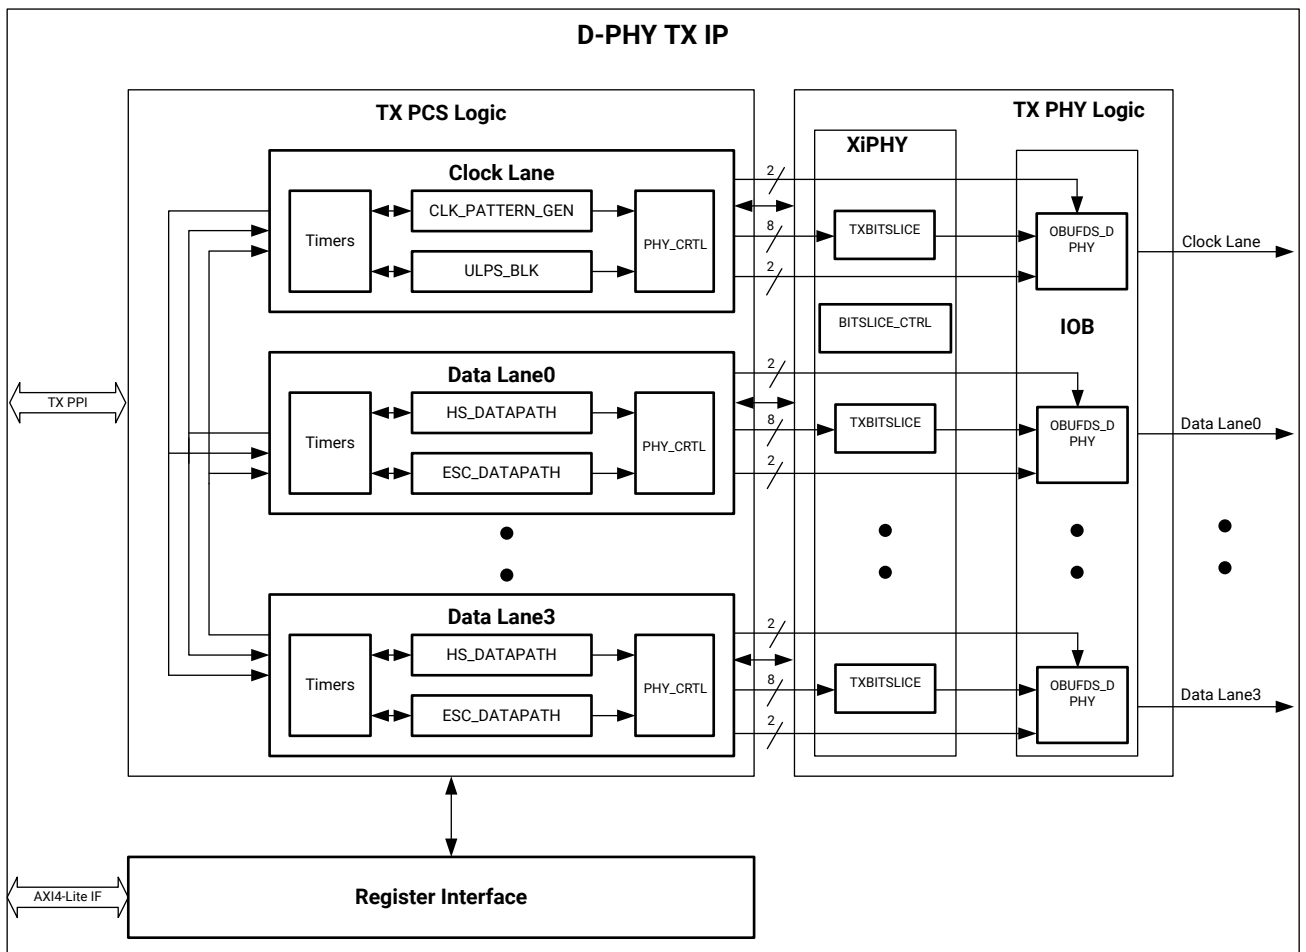 D-PHY TX IP
TX PCS Logic
TX PHY Logic
XiPHY
Clock Lane
Timers
CLK_PATTERN_GEN
ULPS_BLK
PHY_CRTL
2
8
2
TXBITSLICE
OBUFDS_D
PHY
Clock Lane
BITSLICE_CTRL
IOB
TX PPI
Data Lane0
Timers
HS_DATAPATH
ESC_DATAPATH
PHY_CRTL
2
8
2
TXBITSLICE
OBUFDS_D
PHY
Data Lane0
Data Lane3
Timers
HS_DATAPATH
ESC_DATAPATH
PHY_CRTL
2
8
2
TXBITSLICE
OBUFDS_D
PHY
Data Lane3
AXI4-Lite IF
Register Interface